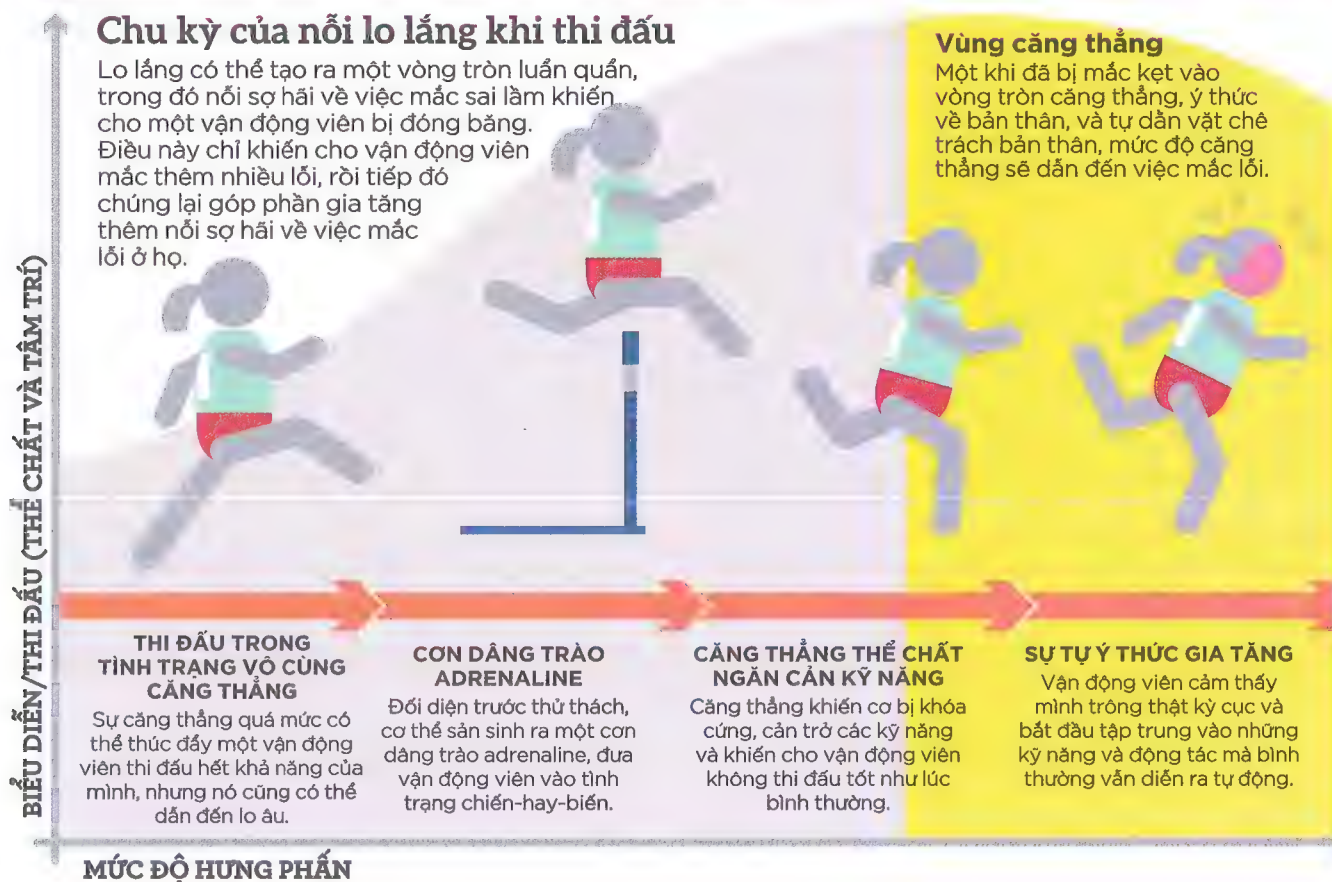 Chu kỳ của nỗi lo lắng khi thi đấu
Lo lắng có thể tạo ra một vòng tròn luẩn quẩn,
trong đó nỗi sợ hãi về việc mắc sai lầm khiến
cho một vận động viên bị đóng băng.
Điều này chỉ khiến cho vận động viên
mắc thêm nhiều lỗi, rồi tiếp đó
chúng lại góp phần gia tăng
thêm nỗi sợ hãi về việc mắc
lỗi ở họ.
Vùng căng thẳng
Một khi đã bị mắc kẹt vào
vòng tròn căng thẳng, ý thức
về bản thân, và tự dằn vặt chê
trách bản thân, mức độ căng
thẳng sẽ dẫn đến việc mắc lỗi.
BIỂU DIỄN/THI ĐẤU (THỂ CHẤT VÀ TÂM TRÍ)
THI ĐẤU TRONG
TÌNH TRẠNG VÔ CÙNG
CĂNG THẲNG
Sự căng thẳng quá mức có
thể thúc đẩy một vận động
viên thi đấu hết khả năng của
mình, nhưng nó cũng có thể
dẫn đến lo âu.
CƠN DÂNG TRÀO
ADRENALINE
Đối diện trước thử thách,
cơ thể sản sinh ra một cơn
dâng trào adrenaline, đưa
vận động viên vào tình
trạng chiến-hay-biến.
CĂNG THẲNG THỂ CHẤT
NGĂN CẢN KỸ NĂNG
Căng thẳng khiến cơ bị khóa
cứng, cản trở các kỹ năng
và khiến cho vận động viên
không thi đấu tốt như lúc
bình thường.
SỰ TỰ Ý THỨC GIA TĂNG
Vận động viên cảm thấy
mình trông thật kỳ cục và
bắt đầu tập trung vào những
kỹ năng và động tác mà bình
thường vẫn diễn ra tự động.
MỨC ĐỘ HƯNG PHẤN